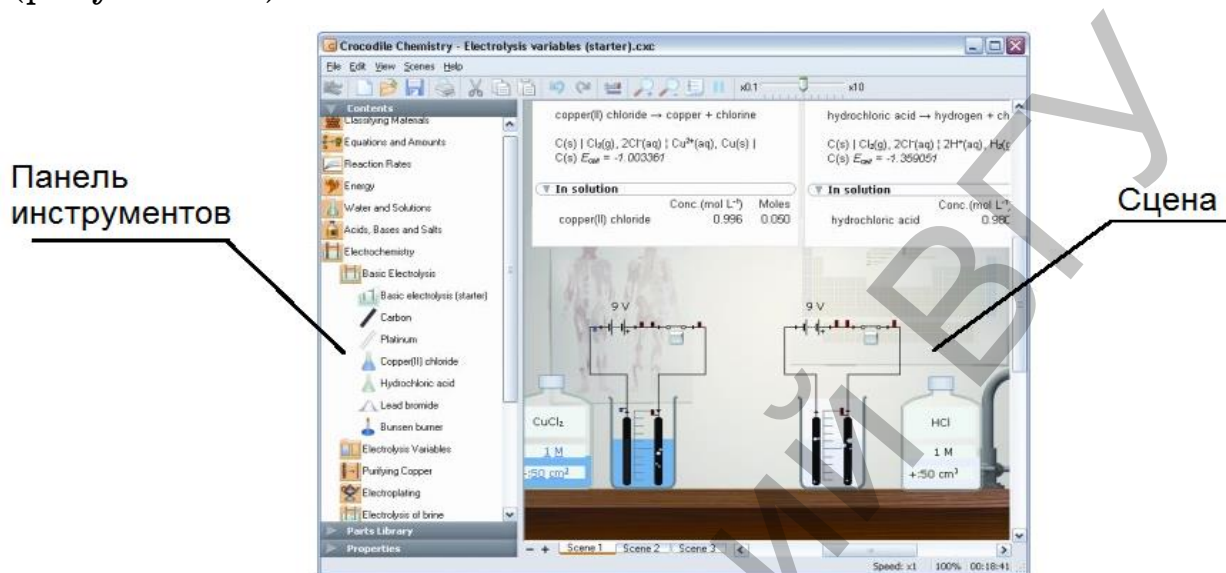 Crocodile Chemistry - Electrolysis variables (starter).cxc
File Edit View Scenes Help
x0.1 x10
Contents
Classifying Materials
Equations and Amounts
Reaction Rates
Energy
Water and Solutions
Acids, Bases and Salts
Electrochemistry
Basic Electrolysis
Basic electrolysis (starter)
Carbon
Platinum
Copper(II) chloride
Hydrochloric acid
Lead bromide
Bunsen burner
Electrolysis Variables
Purifying Copper
Electroplating
Electrolysis of brine
Parts Library
Properties
Панель
инструментов
copper(II) chloride → copper + chlorine
C(s) | Cl₂(g), 2Cl⁻(aq) ¦ Cu²⁺(aq), Cu(s) |
C(s) E_cell = -1.003361
In solution
Conc.(mol L⁻¹) Moles
copper(II) chloride 0.996 0.050
hydrochloric acid → hydrogen + ch
C(s) | Cl₂(g), 2Cl⁻(aq) ¦ 2H⁺(aq), H₂(g
C(s) E_cell = -1.359051
In solution
Conc.(mol L⁻¹)
hydrochloric acid 0.980
Сцена
9 V
9 V
CuCl₂
1 M
+:50 cm³
HCl
1 M
+:50 cm³
Scene 1 Scene 2 Scene 3
Speed: x1 100% 00:18:41
ИЙ ВГУ